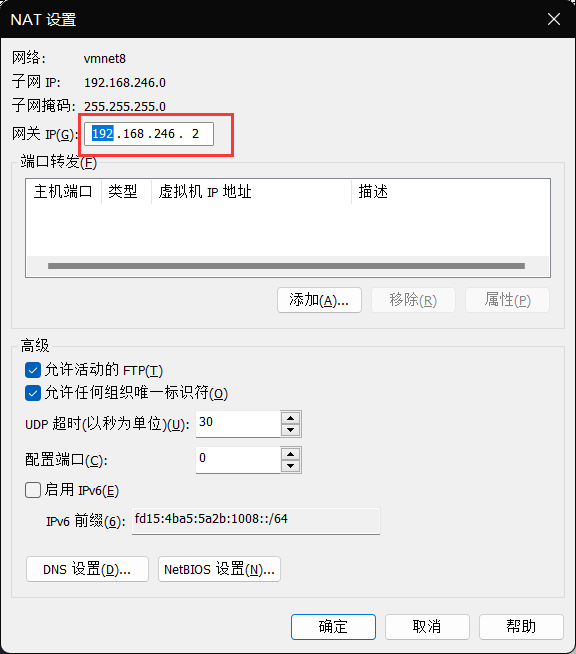 NAT 设置
网络: vmnet8
子网 IP: 192.168.246.0
子网掩码: 255.255.255.0
网关 IP(G): 192 . 168 . 246 . 2
端口转发(F)
主机端口 类型 虚拟机 IP 地址 描述
添加(A)... 移除(R) 属性(P)
高级
允许活动的 FTP(T)
允许任何组织唯一标识符(O)
UDP 超时(以秒为单位)(U): 30
配置端口(C): 0
启用 IPv6(E)
IPv6 前缀(6): fd15:4ba5:5a2b:1008::/64
DNS 设置(D)... NetBIOS 设置(N)...
确定 取消 帮助